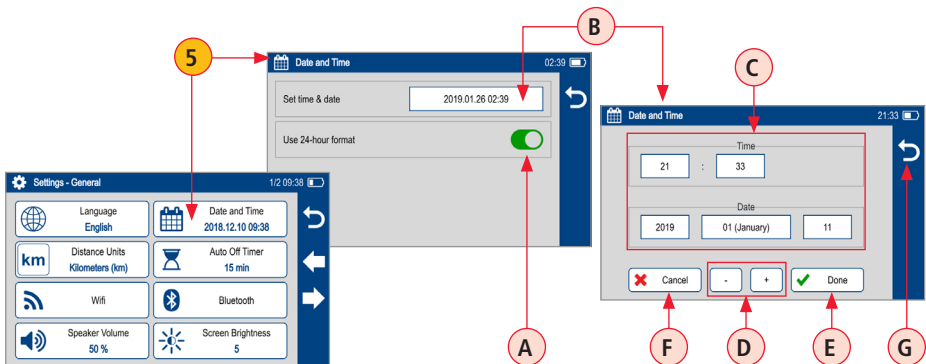 B
5
Date and Time 02:39
C
Set time & date 2019.01.26 02:39
Date and Time 21:33
Use 24-hour format
Time
21 : 33
Settings - General 1/2 09:38
Language
English
Date and Time
2018.12.10 09:38
Date
2019 01 (January) 11
km
Distance Units
Kilometers (km)
Auto Off Timer
15 min
Cancel - + Done
Wifi
Bluetooth
Speaker Volume
50 %
Screen Brightness
5
A F D E G